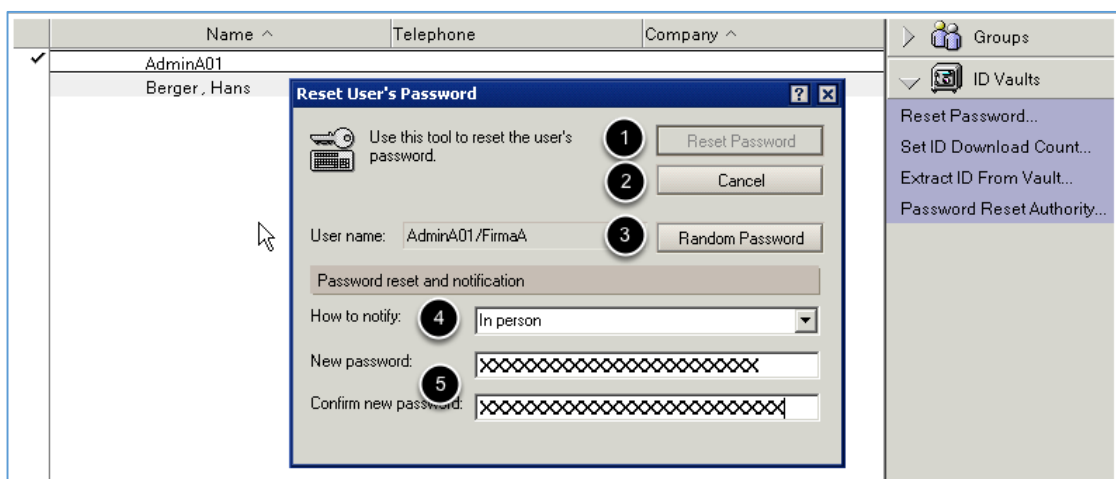 Name ^ Telephone Company ^
AdminA01
Berger, Hans
Groups
ID Vaults
Reset Password...
Set ID Download Count...
Extract ID From Vault...
Password Reset Authority...
Reset User's Password
Use this tool to reset the user's
password.
1 Reset Password
2 Cancel
User name: AdminA01/FirmaA 3 Random Password
Password reset and notification
How to notify: 4 In person
New password:
5
Confirm new password: